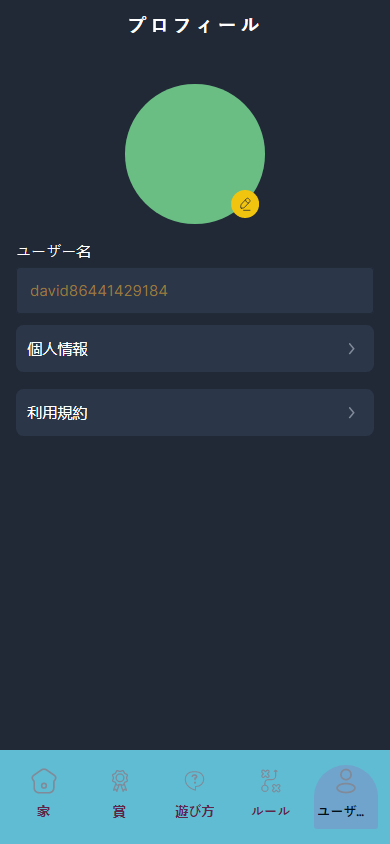 プロフィール
ユーザー名
david86441429184
個人情報
利用規約
家
賞
遊び方
ルール
ユーザ...